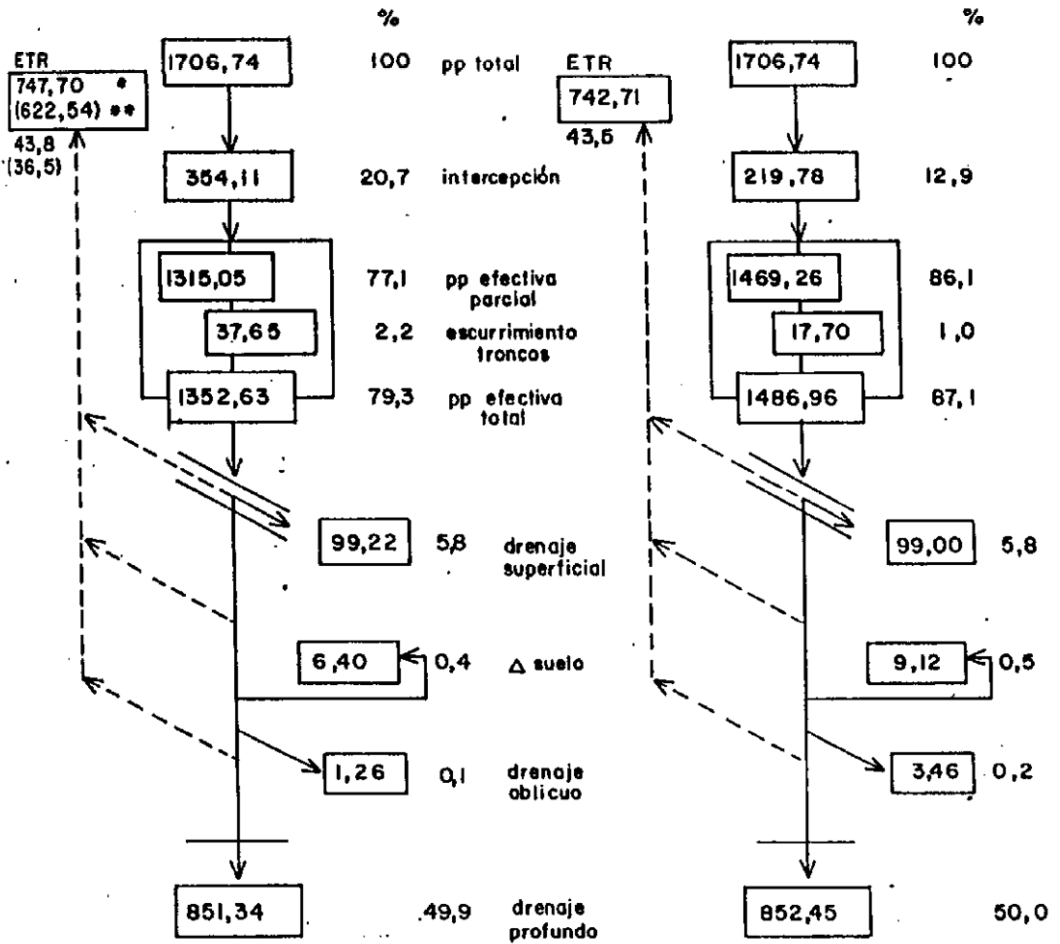 % %
ETR 1706,74 100 pp total ETR 1706,74 100
747,70 * 742,71
(622,54) **
43,8 43,5
(36,5)
354,11 20,7 intercepción 219,78 12,9
1315,05 77,1 pp efectiva 1469,26 86,1
parcial
37,65 2,2 escurrimiento 17,70 1,0
troncos
1352,63 79,3 pp efectiva 1486,96 87,1
total
99,22 5,8 drenaje 99,00 5,8
superficial
6,40 0,4 Δ suelo 9,12 0,5
1,26 0,1 drenaje 3,46 0,2
oblicuo
851,34 49,9 drenaje 852,45 50,0
profundo